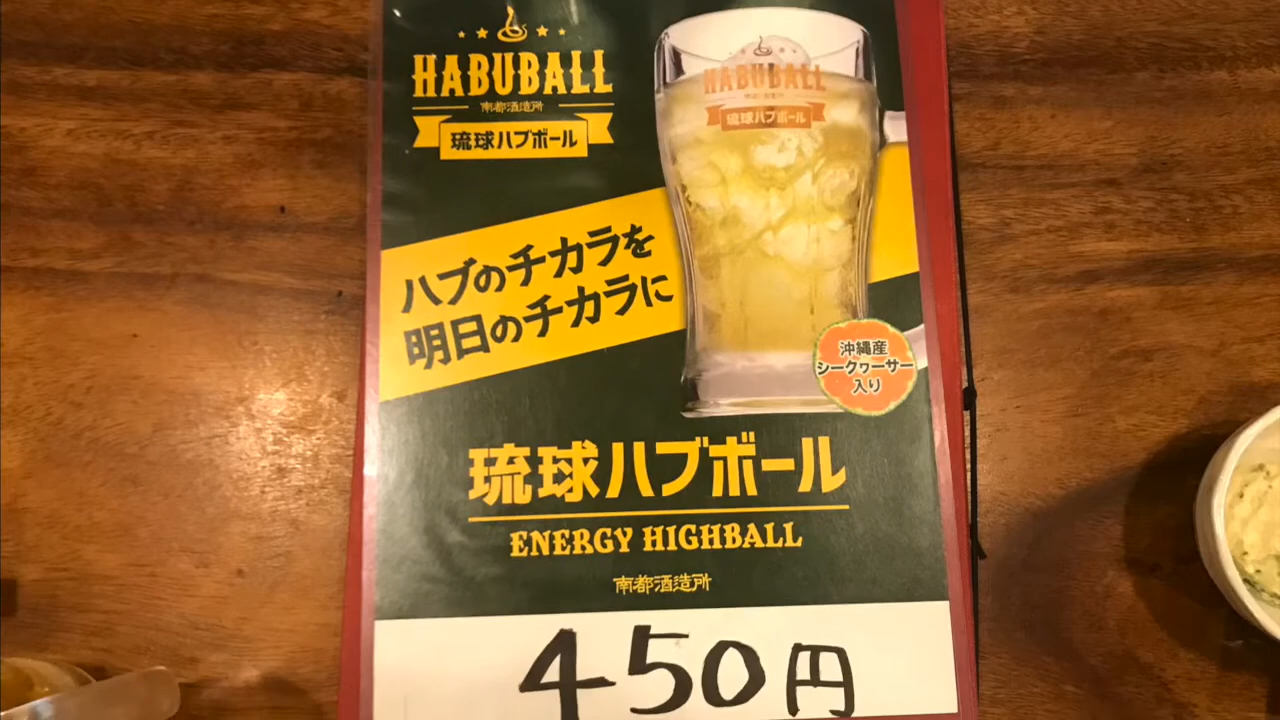 HABUBALL
南都酒造所
琉球ハブボール
HABUBALL
琉球ハブボール
ハブのチカラを
明日のチカラに
沖縄産
シークヮーサー
入り
琉球ハブボール
ENERGY HIGHBALL
南都酒造所
450円